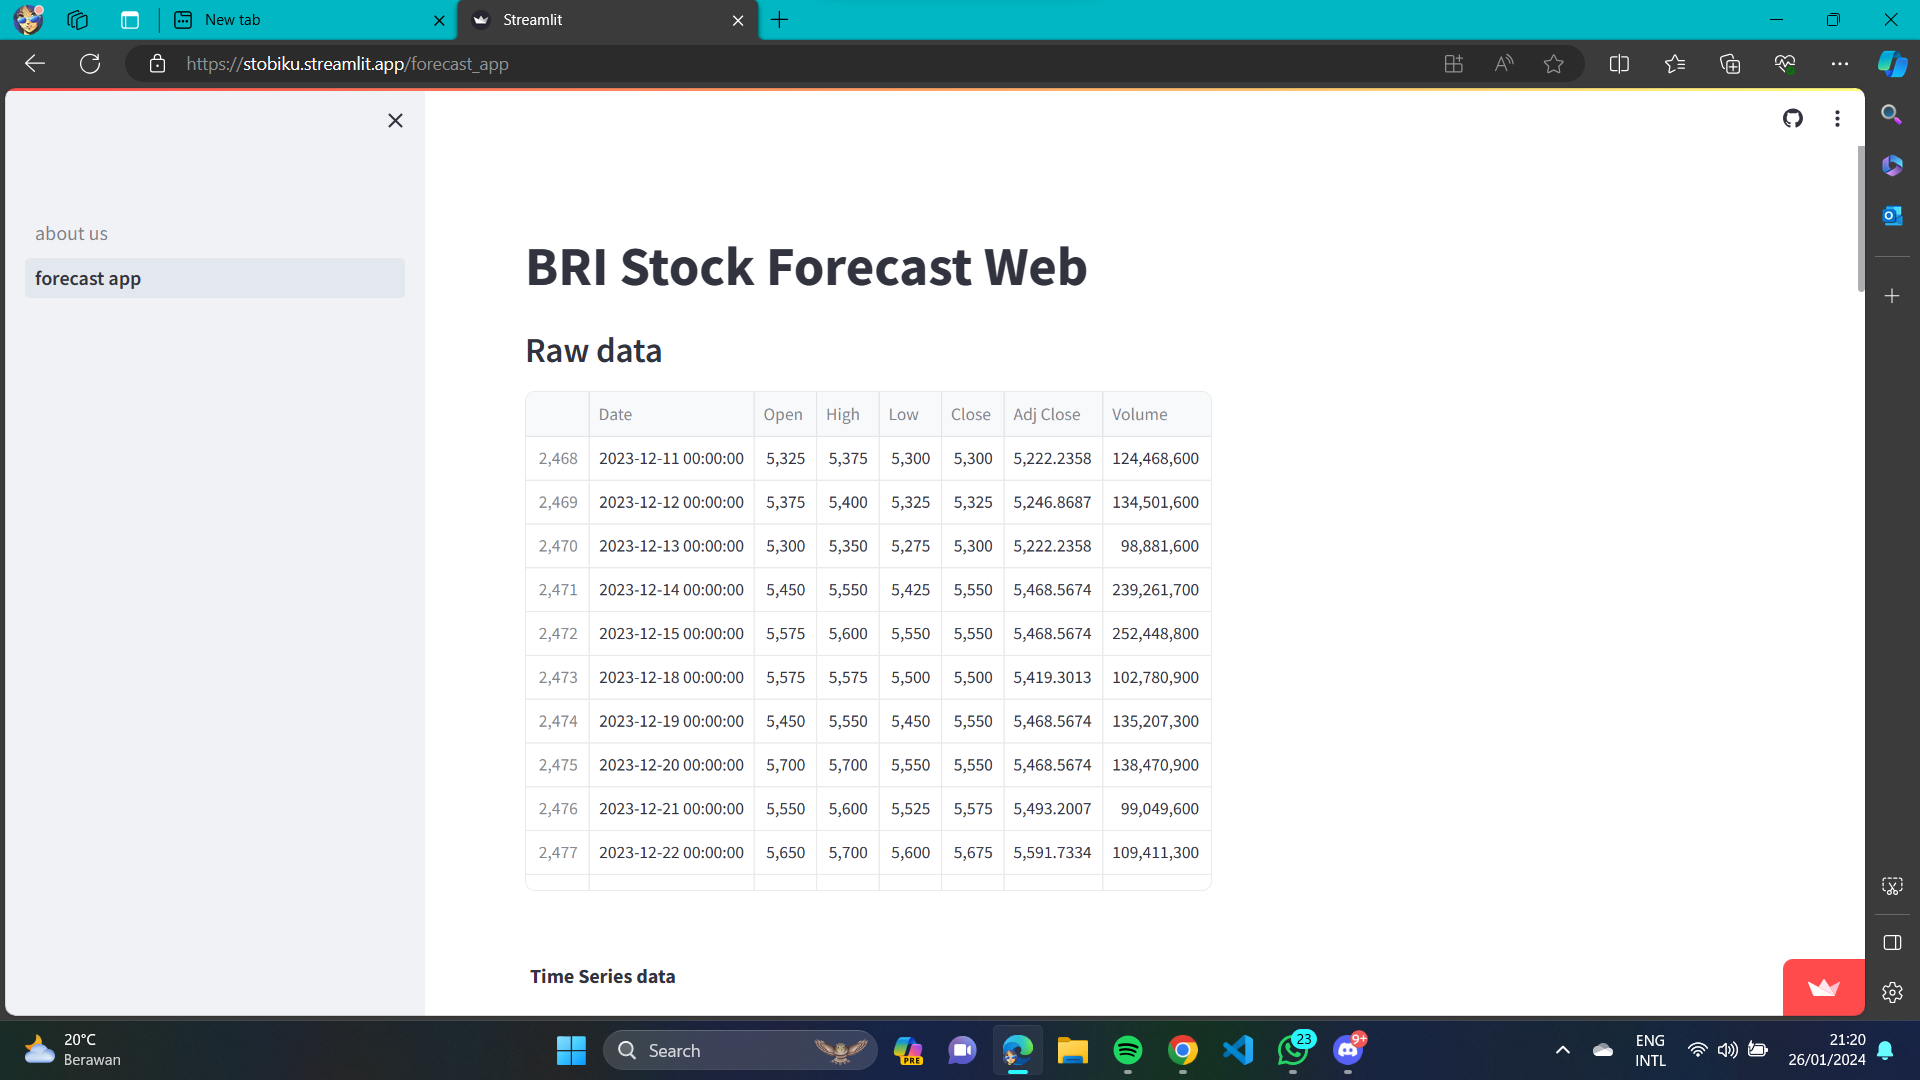 New tab
Streamlit
https://stobiku.streamlit.app/forecast_app
about us
forecast app
BRI Stock Forecast Web
Raw data
Date Open High Low Close Adj Close Volume
2,468 2023-12-11 00:00:00 5,325 5,375 5,300 5,300 5,222.2358 124,468,600
2,469 2023-12-12 00:00:00 5,375 5,400 5,325 5,325 5,246.8687 134,501,600
2,470 2023-12-13 00:00:00 5,300 5,350 5,275 5,300 5,222.2358 98,881,600
2,471 2023-12-14 00:00:00 5,450 5,550 5,425 5,550 5,468.5674 239,261,700
2,472 2023-12-15 00:00:00 5,575 5,600 5,550 5,550 5,468.5674 252,448,800
2,473 2023-12-18 00:00:00 5,575 5,575 5,500 5,500 5,419.3013 102,780,900
2,474 2023-12-19 00:00:00 5,450 5,550 5,450 5,550 5,468.5674 135,207,300
2,475 2023-12-20 00:00:00 5,700 5,700 5,550 5,550 5,468.5674 138,470,900
2,476 2023-12-21 00:00:00 5,550 5,600 5,525 5,575 5,493.2007 99,049,600
2,477 2023-12-22 00:00:00 5,650 5,700 5,600 5,675 5,591.7334 109,411,300
Time Series data
20°C
Berawan
Search
PRE
23
9+
ENG
INTL
21:20
26/01/2024